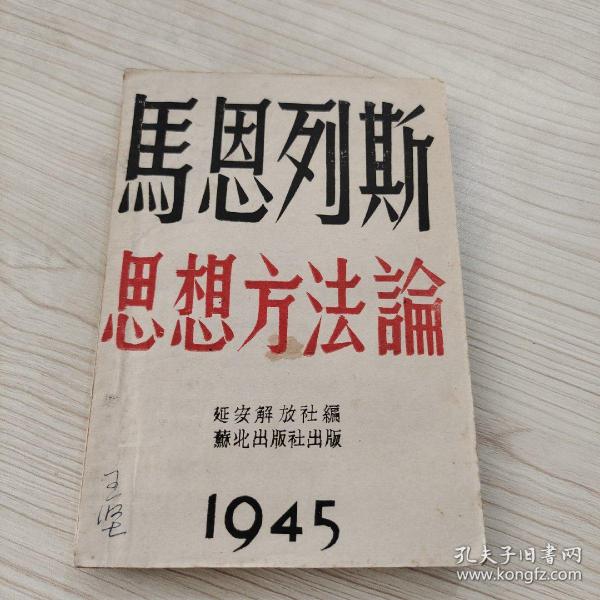 馬恩列斯
思想方法論
延安解放社編
蘇北出版社出版
王
1945
孔夫子旧书网
www.kongfz.com